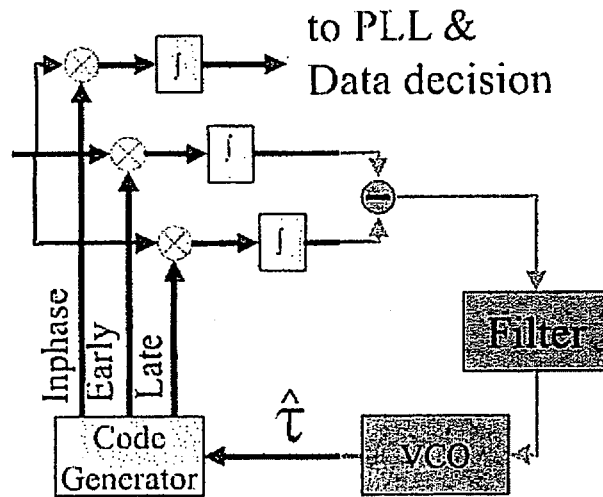 to PLL &
Data decision
∫
∫
∫
Inphase
Early
Late
Filter
τ̂
VCO
Code
Generator